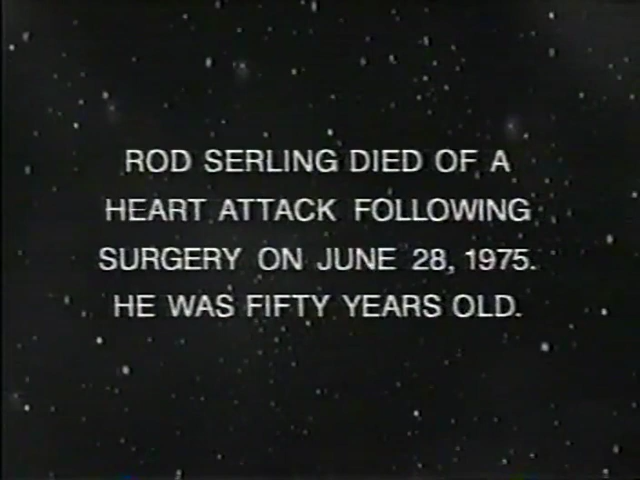 ROD SERLING DIED OF A
HEART ATTACK FOLLOWING
SURGERY ON JUNE 28, 1975.
HE WAS FIFTY YEARS OLD.